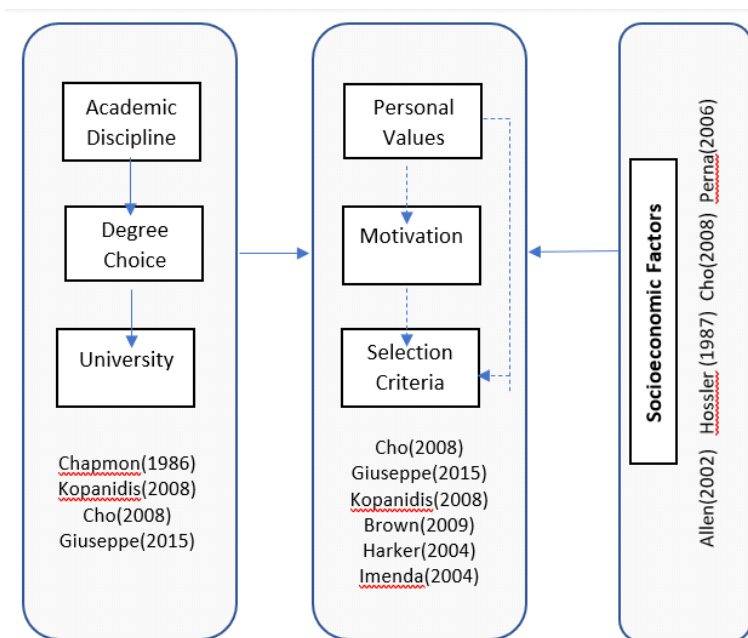 Academic
Discipline
Degree
Choice
University
Chapmon(1986)
Kopanidis(2008)
Cho(2008)
Giuseppe(2015)
Personal
Values
Motivation
Selection
Criteria
Cho(2008)
Giuseppe(2015)
Kopanidis(2008)
Brown(2009)
Harker(2004)
Imenda(2004)
Socioeconomic Factors
Allen(2002) Hossler (1987) Cho(2008) Perna(2006)